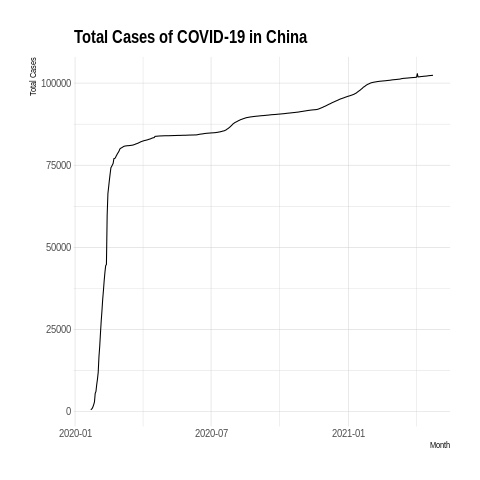 Total Cases of COVID-19 in China
Total Cases
100000
75000
50000
25000
0
2020-01 2020-07 2021-01
Month